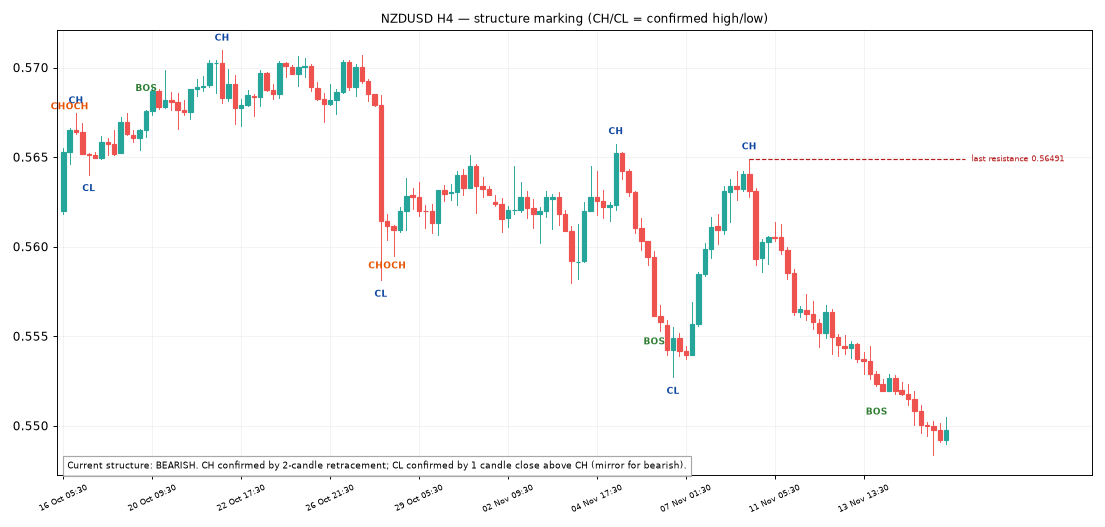 NZDUSD H4 — structure marking (CH/CL = confirmed high/low)
0.570
0.565
0.560
0.555
0.550
CH
CHOCH
CL
BOS
CH
CHOCH
CL
CH
BOS
CL
CH
last resistance 0.56491
BOS
Current structure: BEARISH. CH confirmed by 2-candle retracement; CL confirmed by 1 candle close above CH (mirror for bearish).
16 Oct 05:30
20 Oct 09:30
22 Oct 17:30
26 Oct 21:30
29 Oct 05:30
02 Nov 09:30
04 Nov 17:30
07 Nov 01:30
11 Nov 05:30
13 Nov 13:30